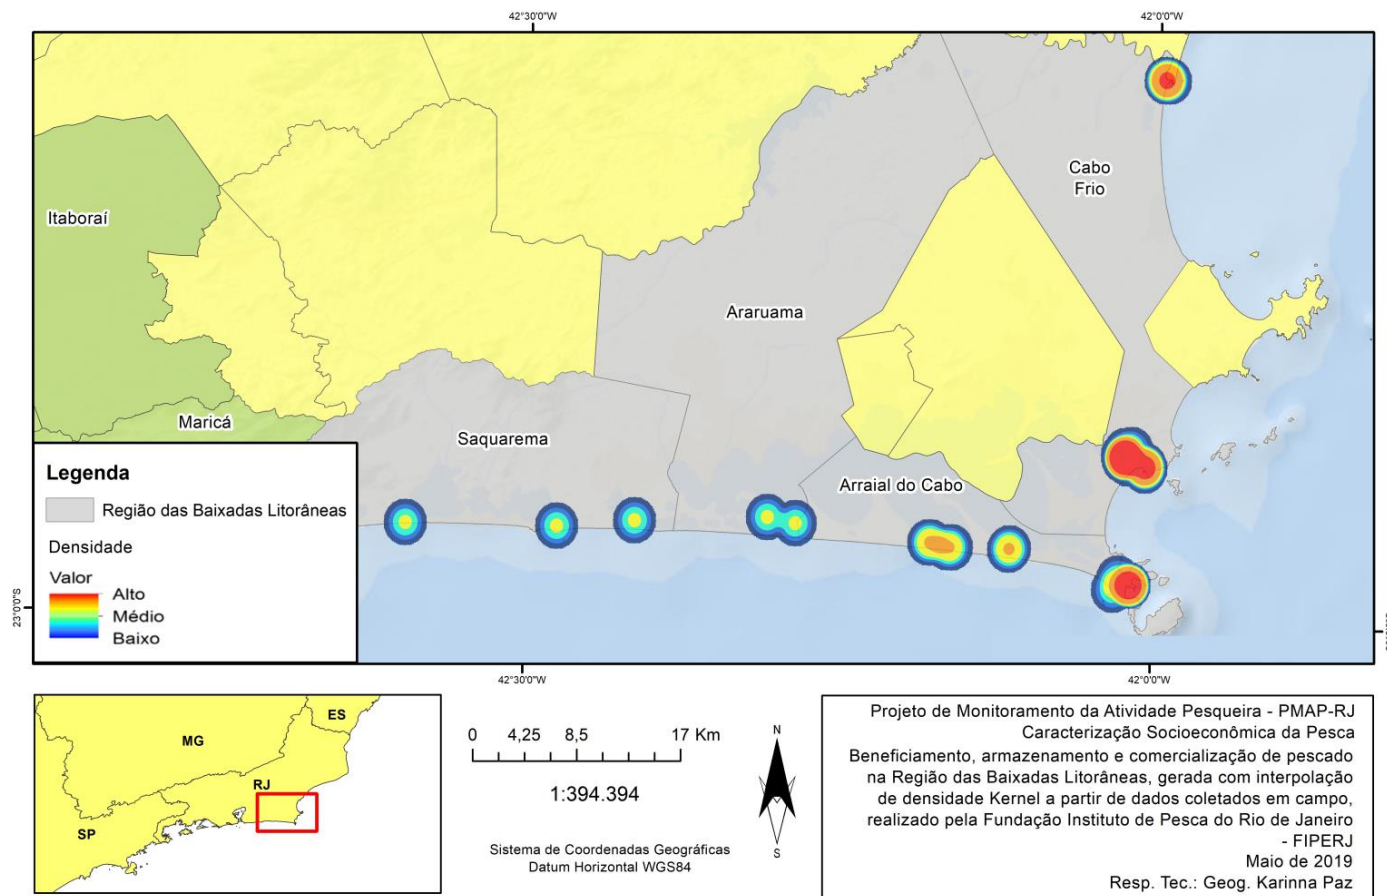 42°30'0"W
42°0'0"W
Cabo
Frio
Itaboraí
Araruama
Maricá
Saquarema
Arraial do Cabo
Legenda
Região das Baixadas Litorâneas
Densidade
Valor
Alto
Médio
Baixo
23°0'0"S
42°30'0"W
42°0'0"W
ES
MG
RJ
SP
0 4,25 8,5 17 Km
1:394.394
Sistema de Coordenadas Geográficas
Datum Horizontal WGS84
N
S
Projeto de Monitoramento da Atividade Pesqueira - PMAP-RJ
Caracterização Socioeconômica da Pesca
Beneficiamento, armazenamento e comercialização de pescado
na Região das Baixadas Litorâneas, gerada com interpolação
de densidade Kernel a partir de dados coletados em campo,
realizado pela Fundação Instituto de Pesca do Rio de Janeiro
- FIPERJ
Maio de 2019
Resp. Tec.: Geog. Karinna Paz